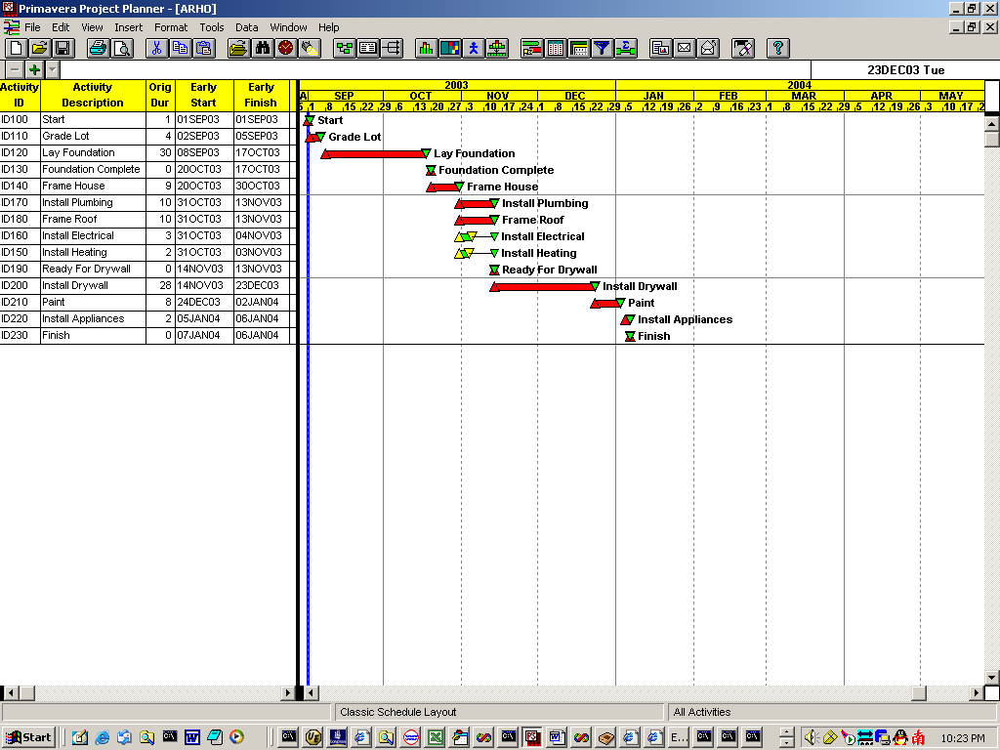 Primavera Project Planner - [ARHO]
File Edit View Insert Format Tools Data Window Help
23DEC03 Tue
Activity ID Activity Description Orig Dur Early Start Early Finish
2003 2004
A SEP OCT NOV DEC JAN FEB MAR APR MAY
5 ,1 ,8 ,15 ,22 ,29 ,6 ,13 ,20 ,27 ,3 ,10 ,17 ,24 ,1 ,8 ,15 ,22 ,29 ,5 ,12 ,19 ,26 ,2 ,9 ,16 ,23 ,1 ,8 ,15 ,22 ,29 ,5 ,12 ,19 ,26 ,3 ,10 ,17 ,2
ID100 Start 1 01SEP03 01SEP03 Start
ID110 Grade Lot 4 02SEP03 05SEP03 Grade Lot
ID120 Lay Foundation 30 08SEP03 17OCT03 Lay Foundation
ID130 Foundation Complete 0 20OCT03 17OCT03 Foundation Complete
ID140 Frame House 9 20OCT03 30OCT03 Frame House
ID170 Install Plumbing 10 31OCT03 13NOV03 Install Plumbing
ID180 Frame Roof 10 31OCT03 13NOV03 Frame Roof
ID160 Install Electrical 3 31OCT03 04NOV03 Install Electrical
ID150 Install Heating 2 31OCT03 03NOV03 Install Heating
ID190 Ready For Drywall 0 14NOV03 13NOV03 Ready For Drywall
ID200 Install Drywall 28 14NOV03 23DEC03 Install Drywall
ID210 Paint 8 24DEC03 02JAN04 Paint
ID220 Install Appliances 2 05JAN04 06JAN04 Install Appliances
ID230 Finish 0 07JAN04 06JAN04 Finish
Classic Schedule Layout All Activities
Start E... 南 10:23 PM